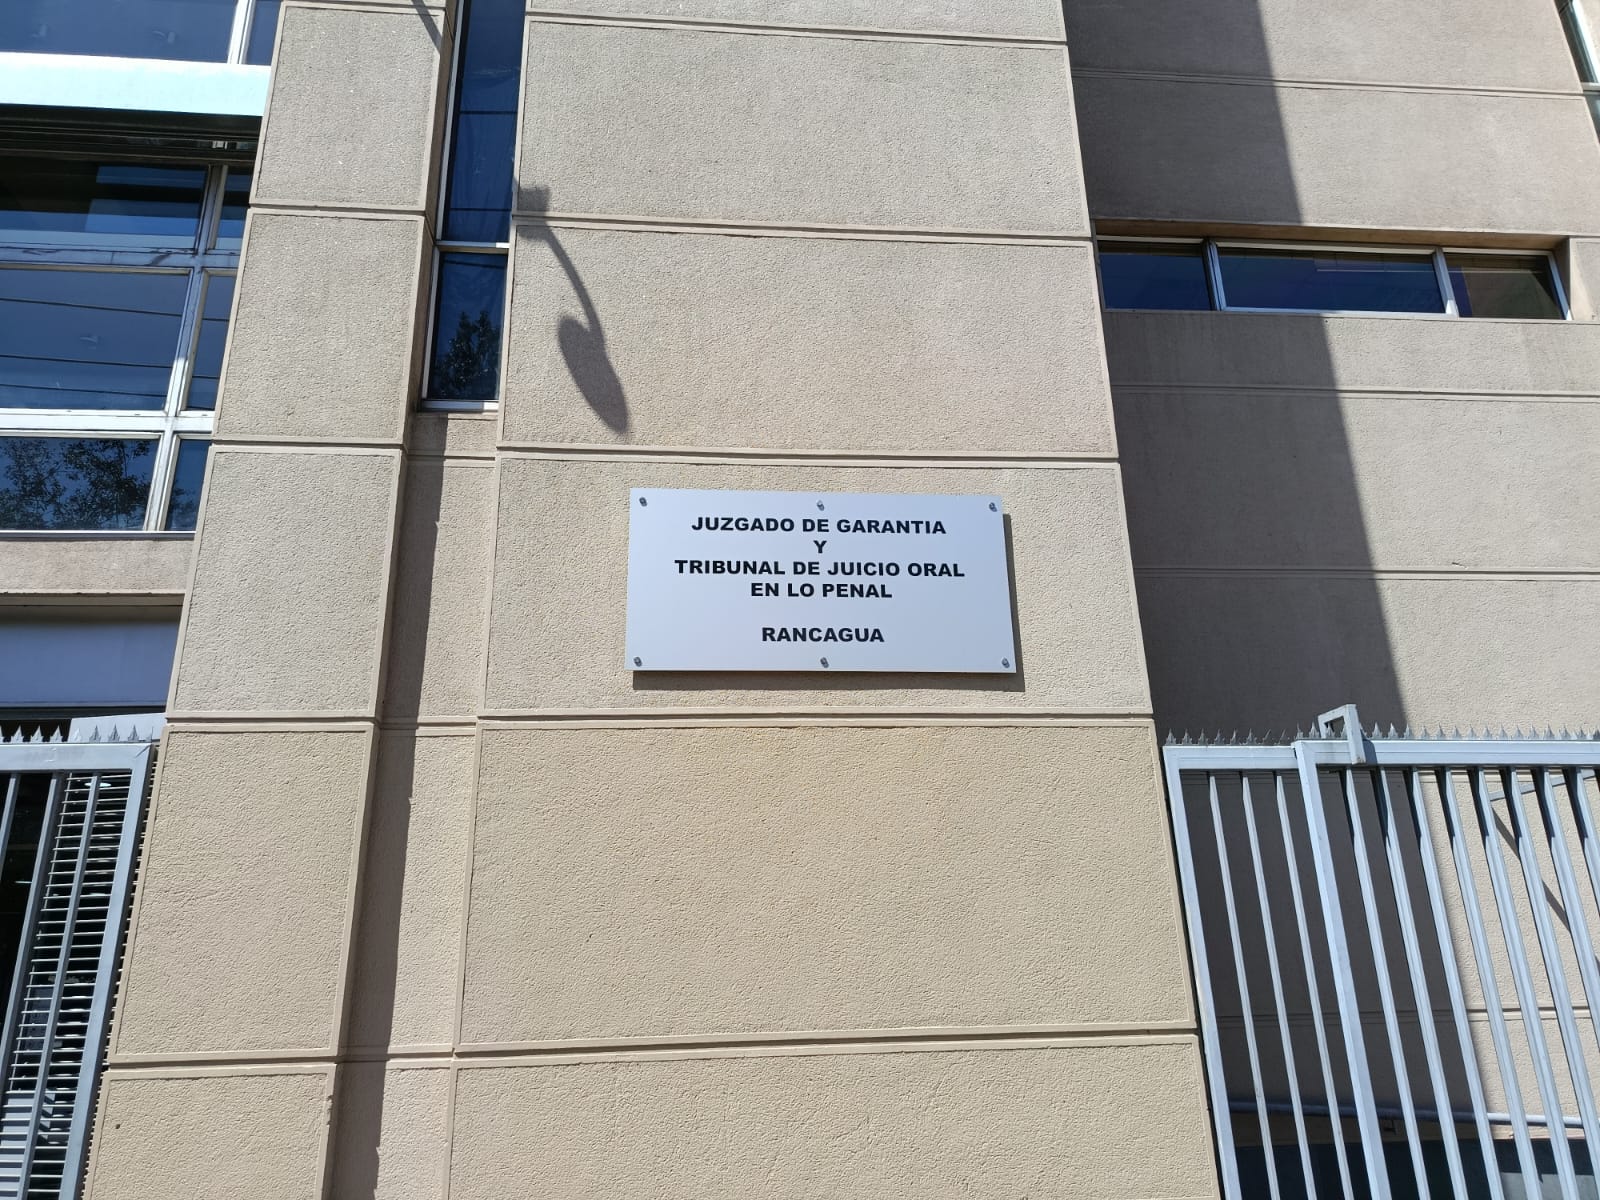 JUZGADO DE GARANTIA
Y
TRIBUNAL DE JUICIO ORAL
EN LO PENAL
RANCAGUA